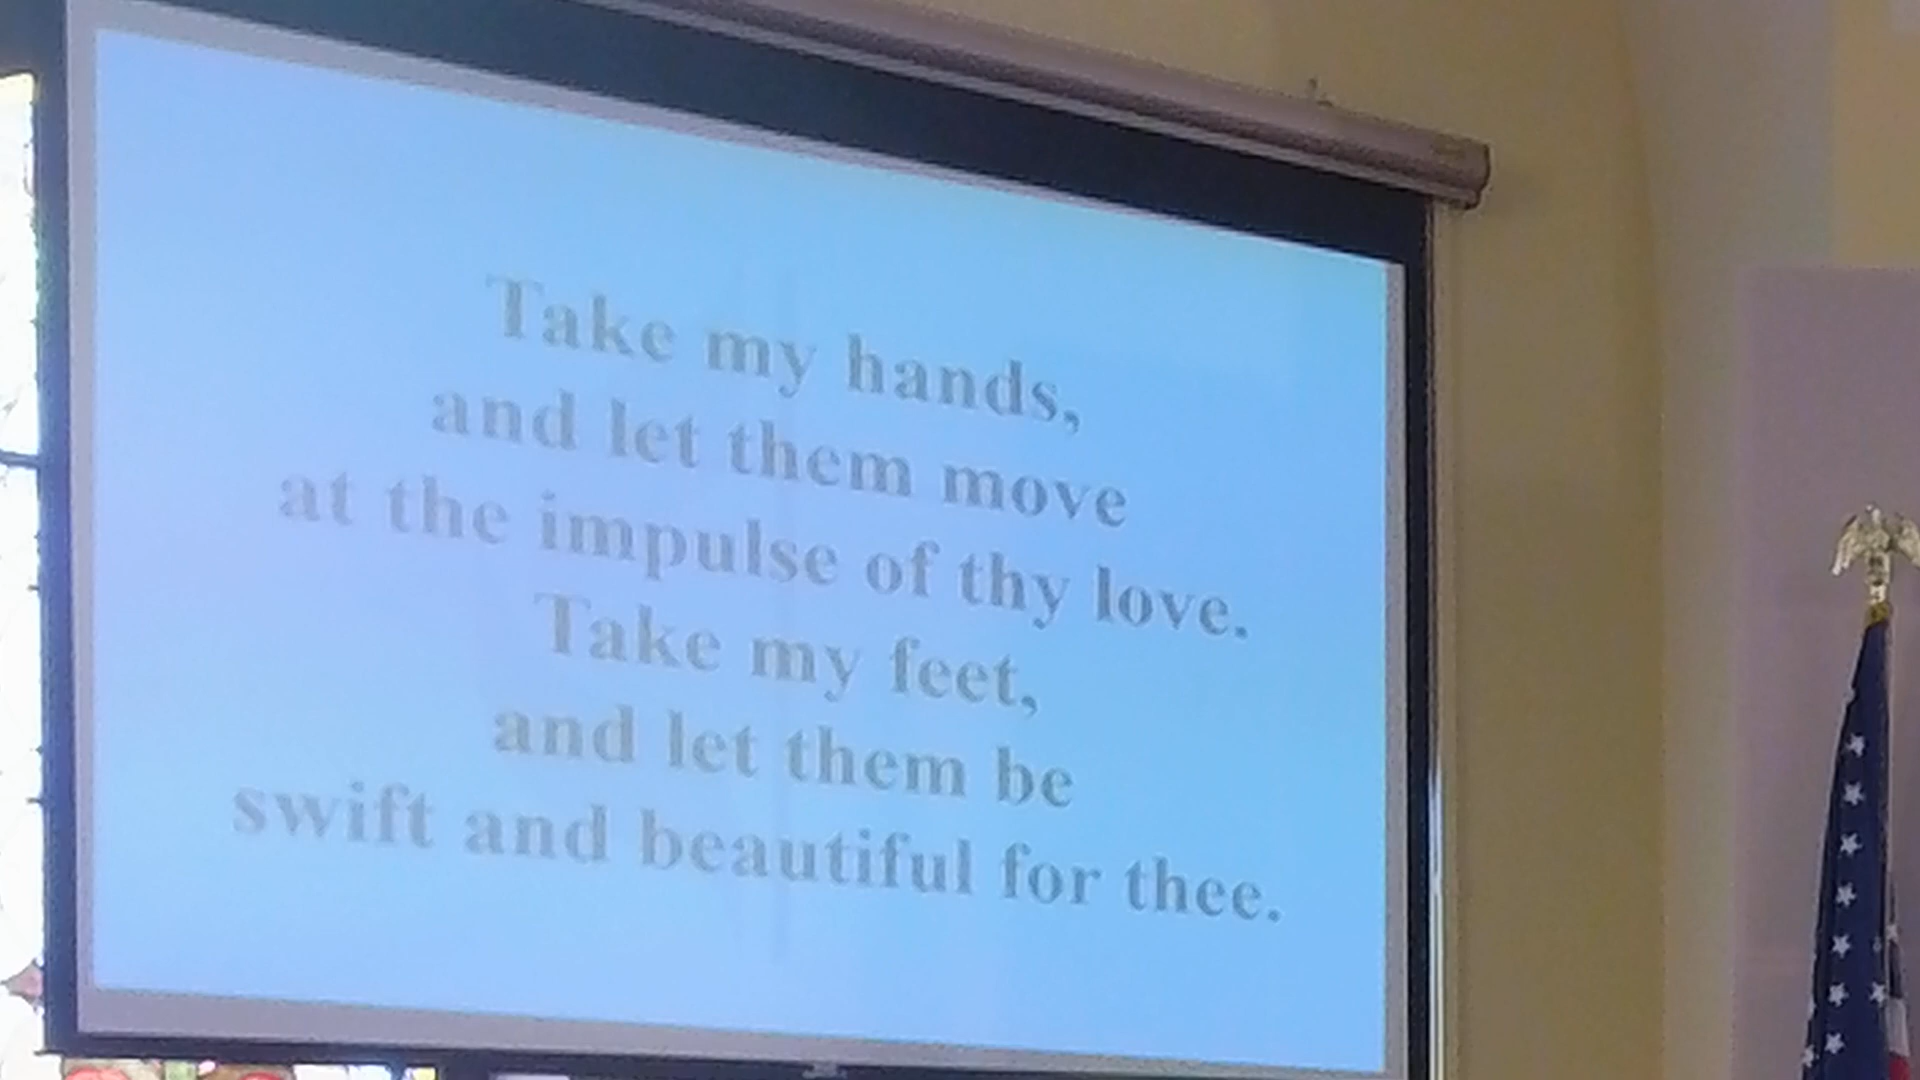 Take my hands,
and let them move
at the impulse of thy love.
Take my feet,
and let them be
swift and beautiful for thee.